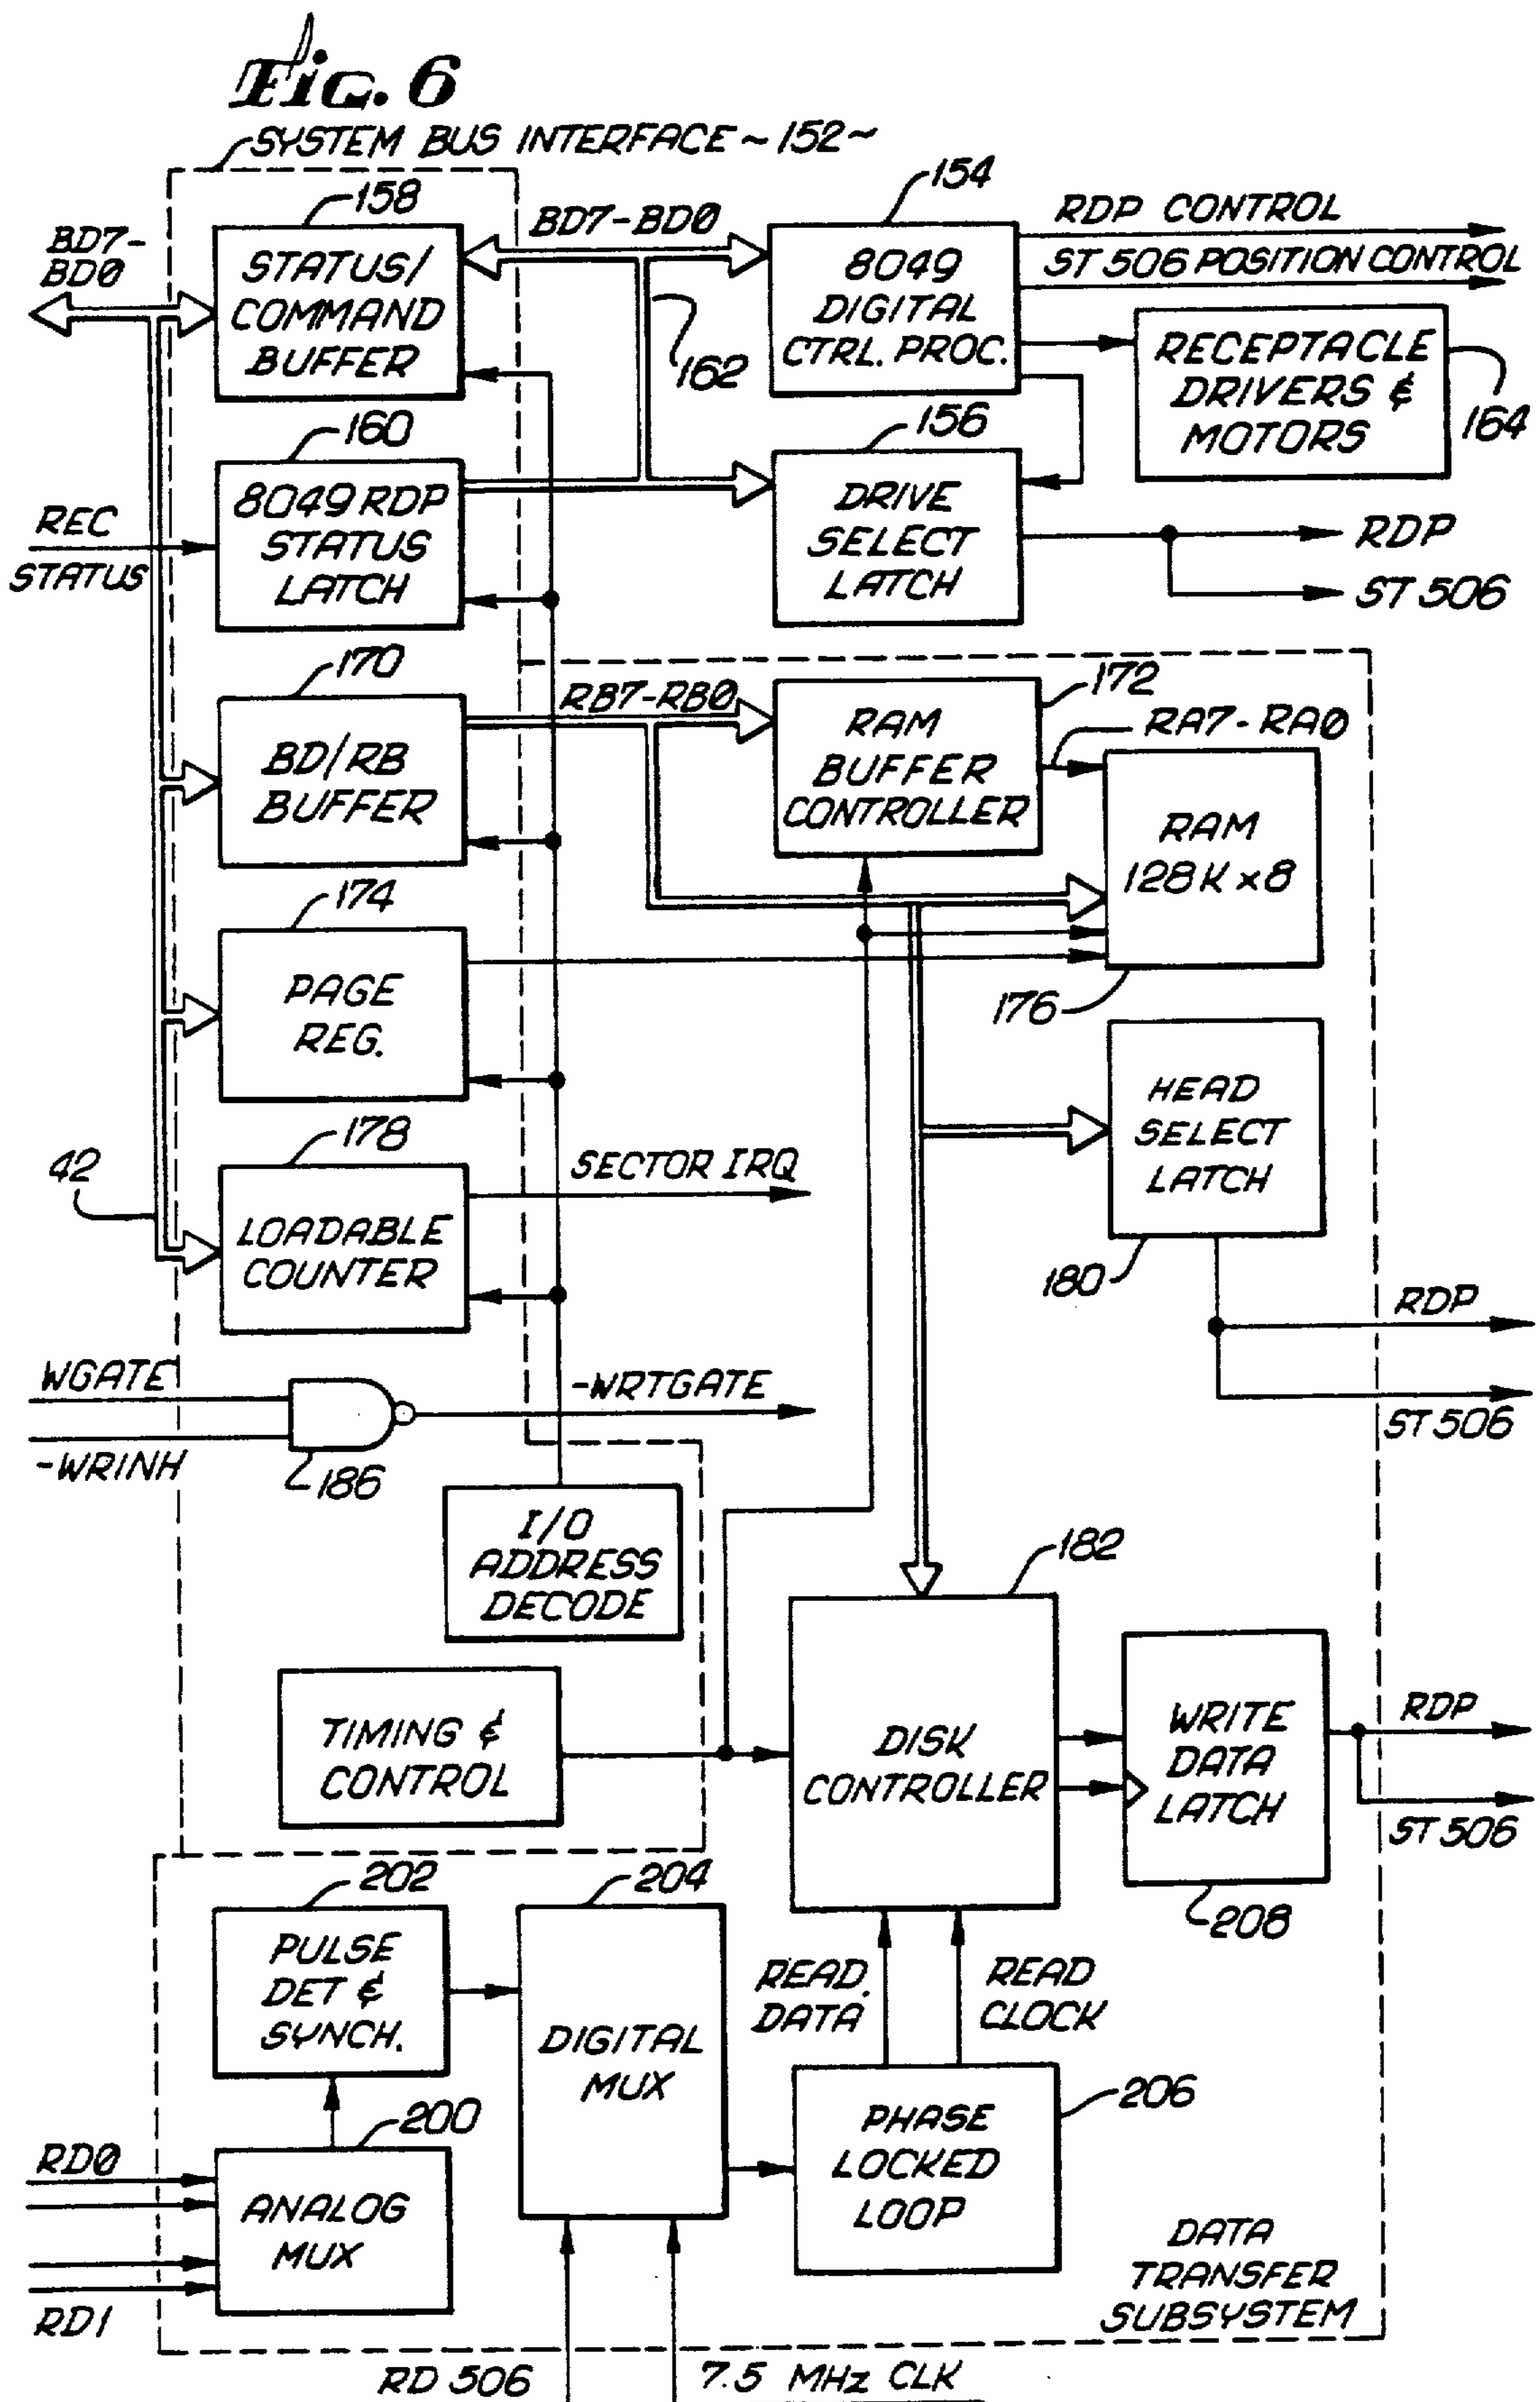 Fig. 6
SYSTEM BUS INTERFACE ~152~
158
BD7-BD0
154
RDP CONTROL
ST 506 POSITION CONTROL
BD7-
BD0
STATUS/
COMMAND
BUFFER
8049
DIGITAL
CTRL. PROC.
162
RECEPTACLE
DRIVERS &
MOTORS
164
160
156
8049 RDP
STATUS
LATCH
REC
STATUS
DRIVE
SELECT
LATCH
RDP
ST 506
170
RB7-RB0
172
RA7-RA0
BD/RB
BUFFER
RAM
BUFFER
CONTROLLER
RAM
128K x8
174
176
PAGE
REG.
HEAD
SELECT
LATCH
178
42
SECTOR IRQ
LOADABLE
COUNTER
180
RDP
ST 506
WGATE
-WRINH
186
-WRTGATE
I/O
ADDRESS
DECODE
182
TIMING &
CONTROL
DISK
CONTROLLER
WRITE
DATA
LATCH
RDP
ST 506
208
202
204
PULSE
DET &
SYNCH.
DIGITAL
MUX
READ
DATA
READ
CLOCK
206
200
PHASE
LOCKED
LOOP
RD0
ANALOG
MUX
RD1
DATA
TRANSFER
SUBSYSTEM
RD 506
7.5 MHz CLK